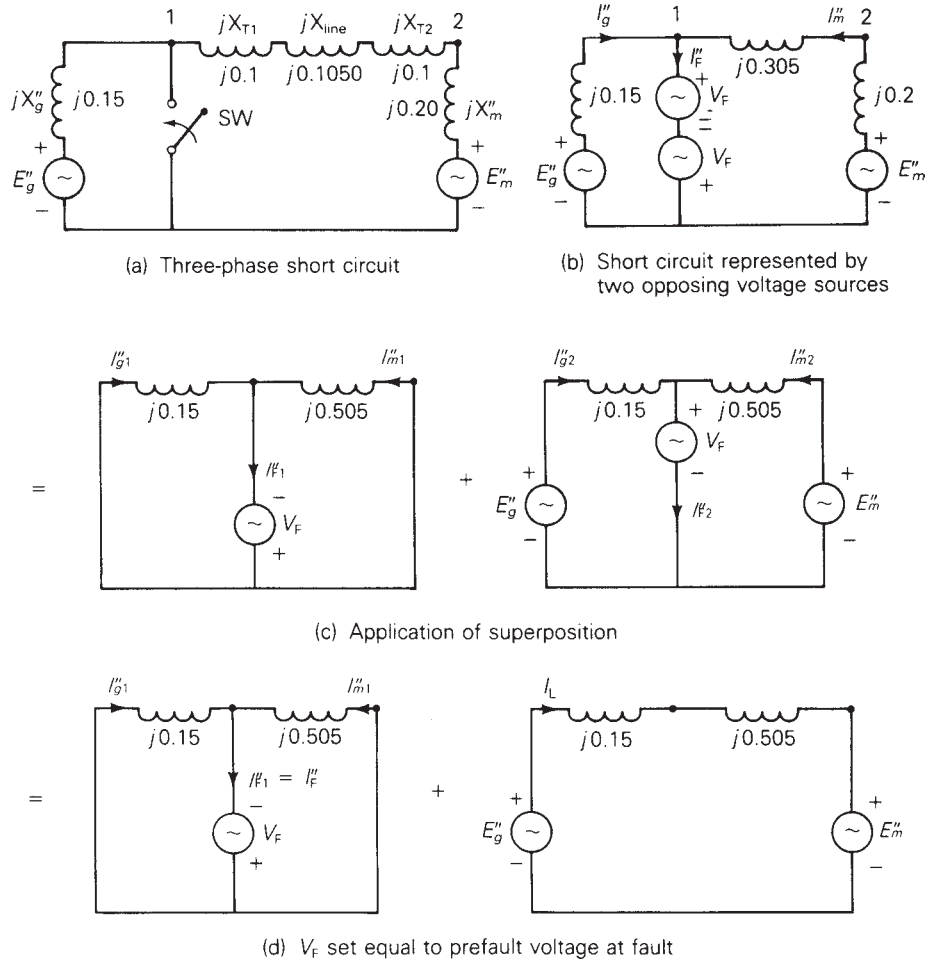 1
jX_T1 jX_line jX_T2 2
j0.1 j0.1050 j0.1
jX″_g j0.15
SW
j0.20 jX″_m
+ +
E″_g ~ ~ E″_m
− −
(a) Three-phase short circuit
I″_g 1 I″_m 2
I″_F j0.305
j0.15 + j0.2
~ V_F
−
−
+ ~ V_F +
E″_g ~ ~ E″_m
− + −
(b) Short circuit represented by
two opposing voltage sources
I″_g1 I″_m1
j0.15 j0.505
I″_F1
−
= ~ V_F
+
+
I″_g2 I″_m2
j0.15 + j0.505
~ V_F
+ − +
E″_g ~ I″_F2 ~ E″_m
− −
(c) Application of superposition
I″_g1 I″_m1
j0.15 j0.505
I″_F1 = I″_F
−
= ~ V_F
+
+
I_L
j0.15 j0.505
+ +
E″_g ~ ~ E″_m
− −
(d) V_F set equal to prefault voltage at fault